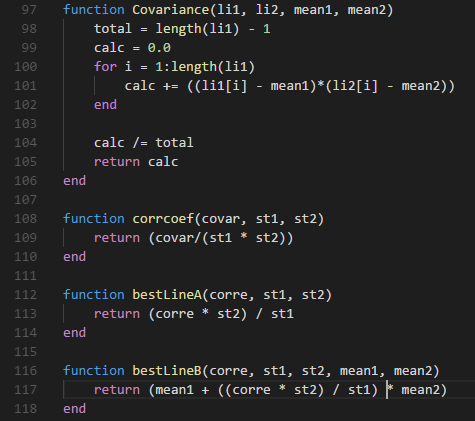 97 function Covariance(li1, li2, mean1, mean2)
98     total = length(li1) - 1
99     calc = 0.0
100     for i = 1:length(li1)
101         calc += ((li1[i] - mean1)*(li2[i] - mean2))
102     end
103
104     calc /= total
105     return calc
106 end
107
108 function corrcoef(covar, st1, st2)
109     return (covar/(st1 * st2))
110 end
111
112 function bestLineA(corre, st1, st2)
113     return (corre * st2) / st1
114 end
115
116 function bestLineB(corre, st1, st2, mean1, mean2)
117     return (mean1 + ((corre * st2) / st1) * mean2)
118 end